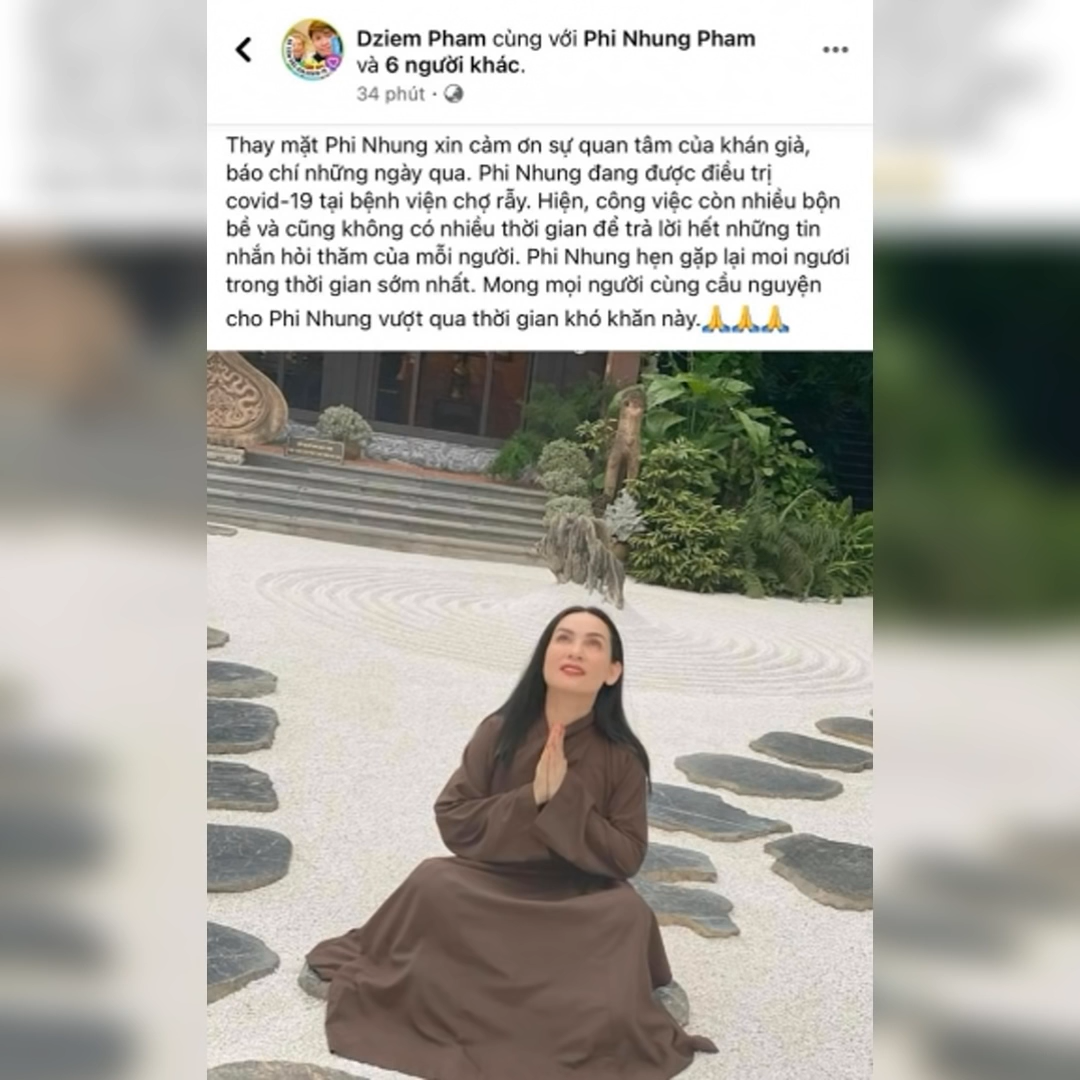 Dziem Pham cùng với Phi Nhung Pham
và 6 người khác.
34 phút ·
Thay mặt Phi Nhung xin cảm ơn sự quan tâm của khán giả,
báo chí những ngày qua. Phi Nhung đang được điều trị
covid-19 tại bệnh viện chợ rẫy. Hiện, công việc còn nhiều bộn
bề và cũng không có nhiều thời gian để trả lời hết những tin
nhắn hỏi thăm của mỗi người. Phi Nhung hẹn gặp lại moi ngươi
trong thời gian sớm nhất. Mong mọi người cùng cầu nguyện
cho Phi Nhung vượt qua thời gian khó khăn này.🙏🙏🙏